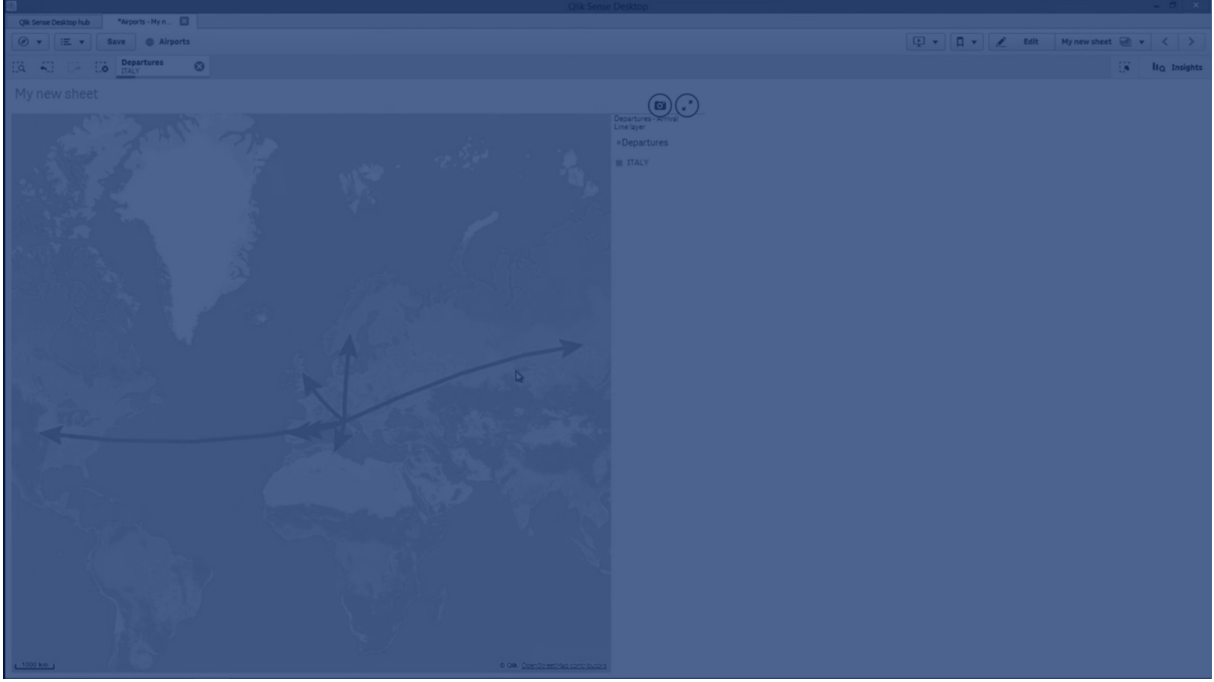 Qlik Sense Desktop
Qlik Sense Desktop hub
*Airports - My n...
Save
Airports
Edit
My new sheet
Departures
ITALY
Insights
My new sheet
Departures - Arrival
Line layer
Departures
ITALY
1000 km
© Qlik OpenStreetMap contributors